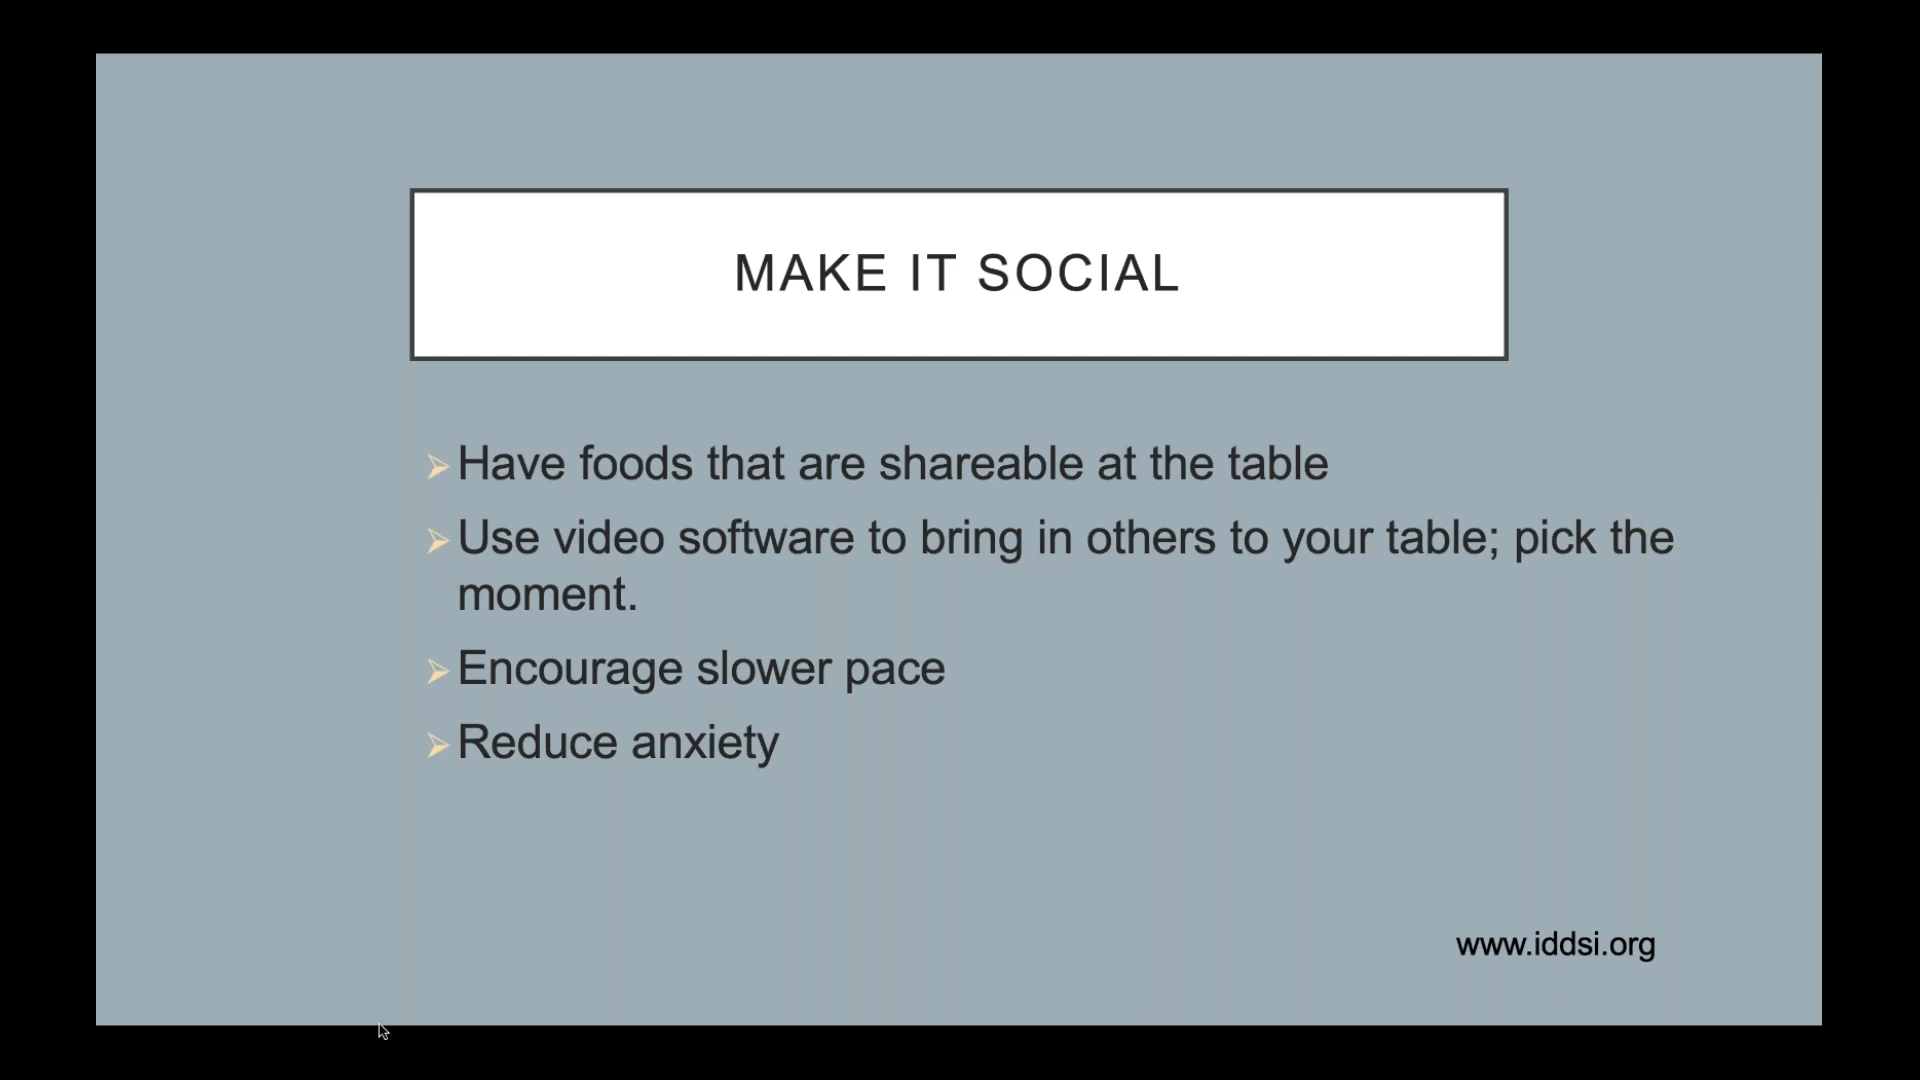 MAKE IT SOCIAL
Have foods that are shareable at the table
Use video software to bring in others to your table; pick the
moment.
Encourage slower pace
Reduce anxiety
www.iddsi.org